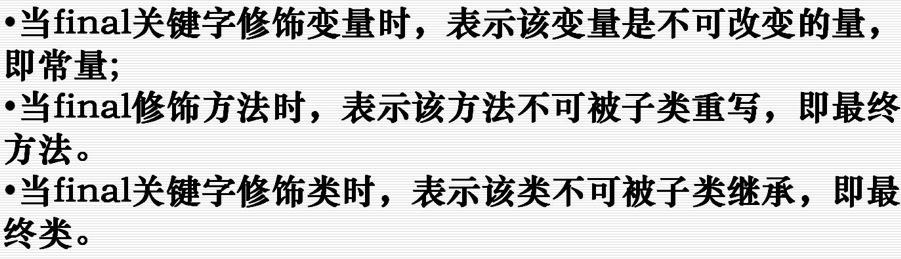 •当final关键字修饰变量时，表示该变量是不可改变的量，
即常量;
•当final修饰方法时，表示该方法不可被子类重写，即最终
方法。
•当final关键字修饰类时，表示该类不可被子类继承，即最
终类。